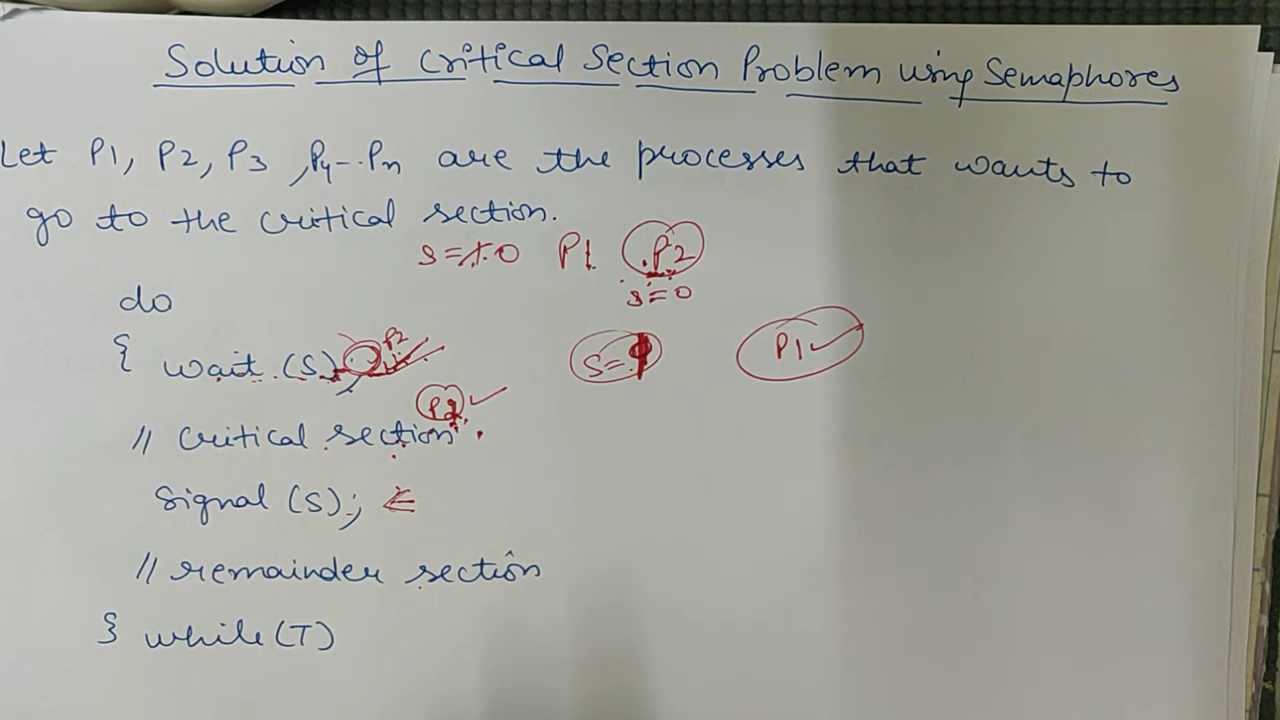 Solution of Critical Section Problem using Semaphores
Let P1, P2, P3, P4-..Pn are the processes that wants to
go to the critical section.
S=1.0 P1 P2
S=0
do
{ wait (S) P2
S= P1
P2
// critical section
Signal (S);
// remainder section
} while(T)